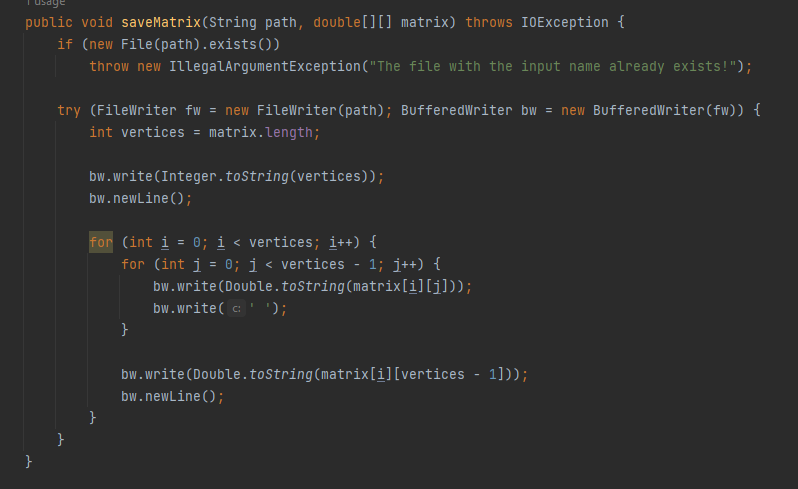 1 usage
public void saveMatrix(String path, double[][] matrix) throws IOException {
    if (new File(path).exists())
        throw new IllegalArgumentException("The file with the input name already exists!");

    try (FileWriter fw = new FileWriter(path); BufferedWriter bw = new BufferedWriter(fw)) {
        int vertices = matrix.length;

        bw.write(Integer.toString(vertices));
        bw.newLine();

        for (int i = 0; i < vertices; i++) {
            for (int j = 0; j < vertices - 1; j++) {
                bw.write(Double.toString(matrix[i][j]));
                bw.write( c: ' ');
            }

            bw.write(Double.toString(matrix[i][vertices - 1]));
            bw.newLine();
        }
    }
}